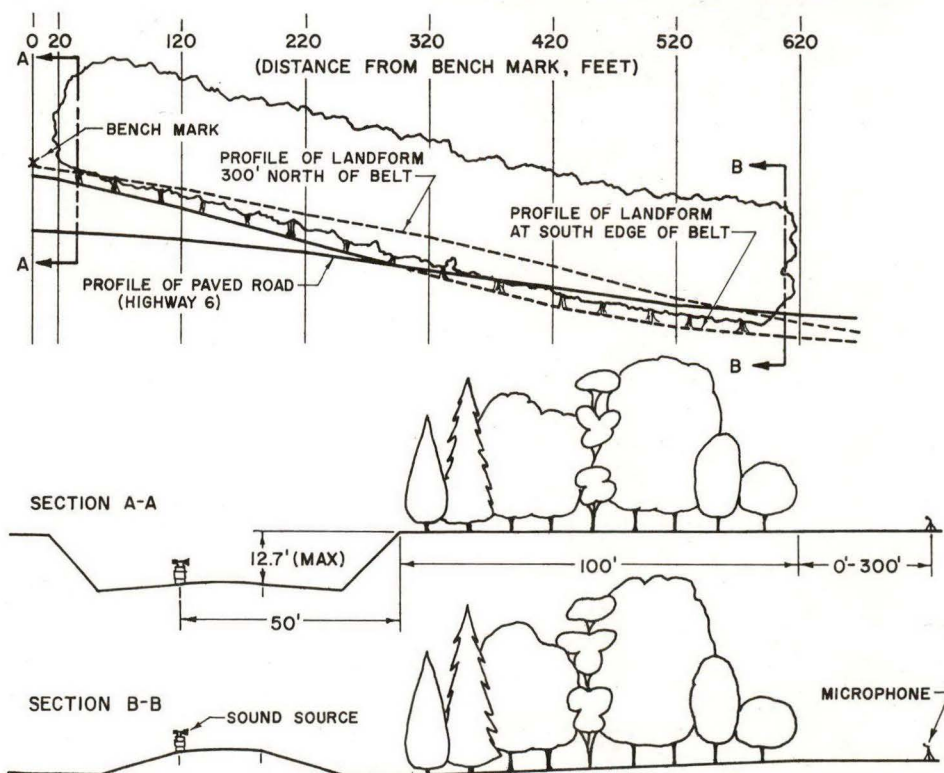 0 20 120 220 320 420 520 620
(DISTANCE FROM BENCH MARK, FEET)
A
BENCH MARK
PROFILE OF LANDFORM
300' NORTH OF BELT
B
PROFILE OF LANDFORM
AT SOUTH EDGE OF BELT
A
PROFILE OF PAVED ROAD
(HIGHWAY 6)
B
SECTION A-A
12.7' (MAX)
100'
0'-300'
50'
SECTION B-B
SOUND SOURCE
MICROPHONE